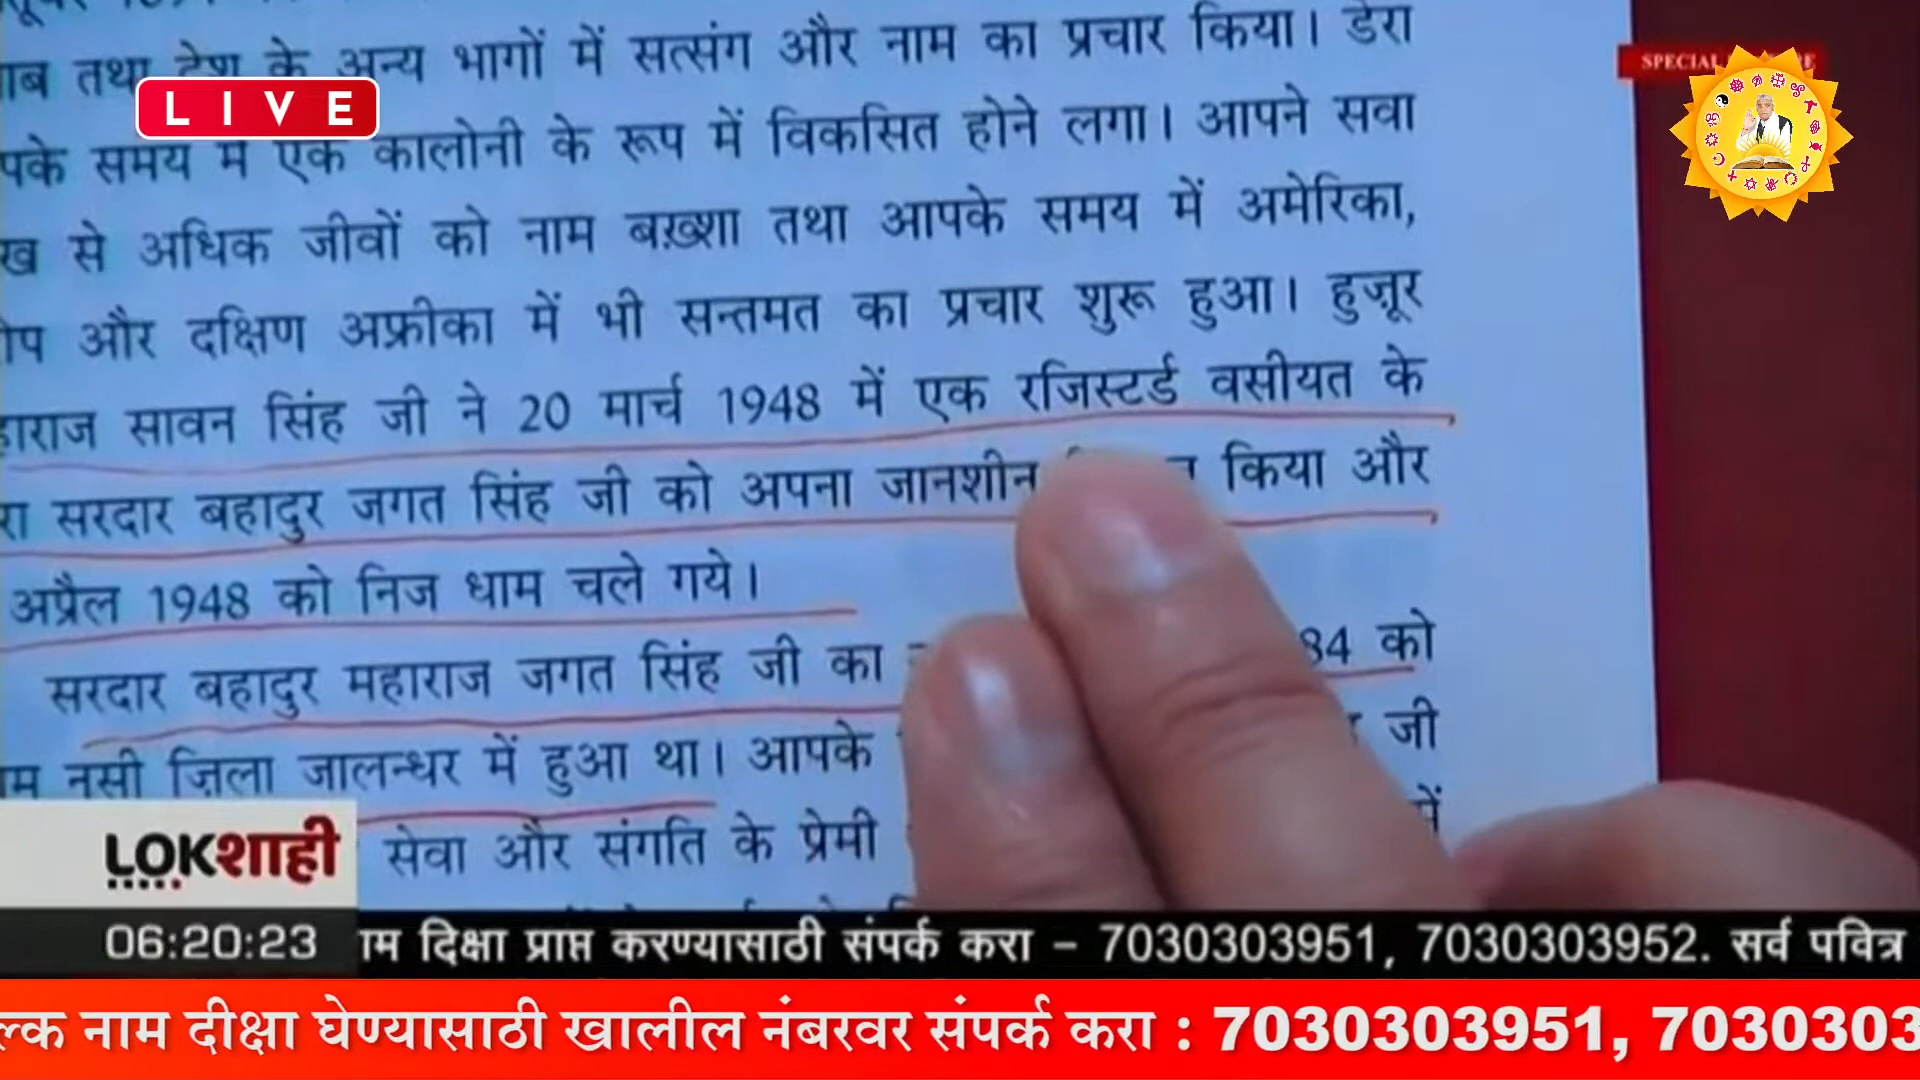 तथा देश के अन्य भागों में सत्संग और नाम का प्रचार किया। डेरा
SPECIAL
LIVE
समय में एक कालोनी के रूप में विकसित होने लगा। आपने सवा
से अधिक जीवों को नाम बख़्शा तथा आपके समय में अमेरिका,
और दक्षिण अफ्रीका में भी सन्तमत का प्रचार शुरू हुआ। हुज़ूर
सावन सिंह जी ने 20 मार्च 1948 में एक रजिस्टर्ड वसीयत के
सरदार बहादुर जगत सिंह जी को अपना जानशीन किया और
अप्रैल 1948 को निज धाम चले गये।
सरदार बहादुर महाराज जगत सिंह जी का 84 को
नसी ज़िला जालन्धर में हुआ था। आपके जी
सेवा और संगति के प्रेमी में
LOKशाही
06:20:23 ाम दिक्षा प्राप्त करण्यासाठी संपर्क करा – 7030303951, 7030303952. सर्व पवित्र
ल्क नाम दीक्षा घेण्यासाठी खालील नंबरवर संपर्क करा : 7030303951, 7030303